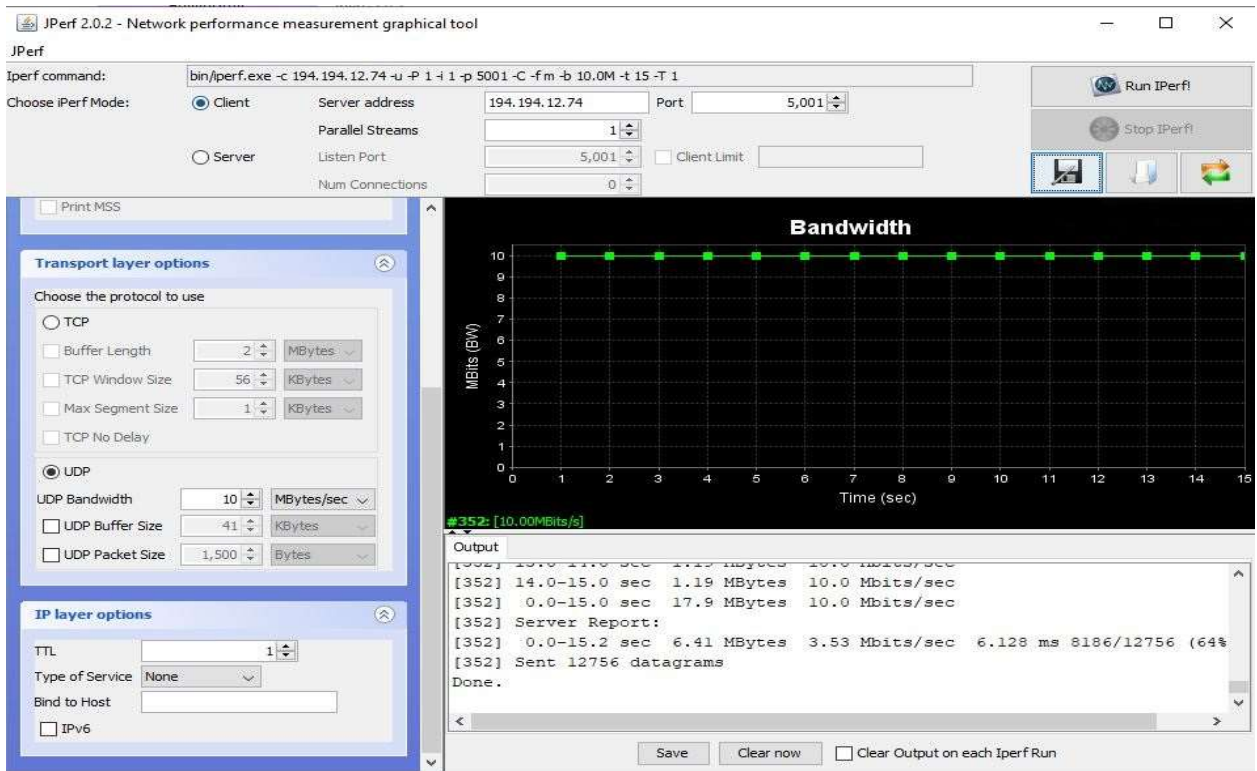 JPerf 2.0.2 - Network performance measurement graphical tool
JPerf
Iperf command:
bin/iperf.exe -c 194.194.12.74 -u -P 1 -i 1 -p 5001 -C -f m -b 10.0M -t 15 -T 1
Choose iPerf Mode:
Client
Server address
194.194.12.74
Port
5,001
Parallel Streams
1
Server
Listen Port
5,001
Client Limit
Num Connections
0
Run IPerf!
Stop IPerf!
Print MSS
Transport layer options
Choose the protocol to use
TCP
Buffer Length 2 MBytes
TCP Window Size 56 KBytes
Max Segment Size 1 KBytes
TCP No Delay
UDP
UDP Bandwidth 10 MBytes/sec
UDP Buffer Size 41 KBytes
UDP Packet Size 1,500 Bytes
IP layer options
TTL 1
Type of Service None
Bind to Host
IPv6
Bandwidth
MBits (BW)
10
9
8
7
6
5
4
3
2
1
0
0 1 2 3 4 5 6 7 8 9 10 11 12 13 14 15
Time (sec)
#352: [10.00MBits/s]
Output
[352] 14.0-15.0 sec 1.19 MBytes 10.0 Mbits/sec
[352] 0.0-15.0 sec 17.9 MBytes 10.0 Mbits/sec
[352] Server Report:
[352] 0.0-15.2 sec 6.41 MBytes 3.53 Mbits/sec 6.128 ms 8186/12756 (64%
[352] Sent 12756 datagrams
Done.
Save
Clear now
Clear Output on each Iperf Run